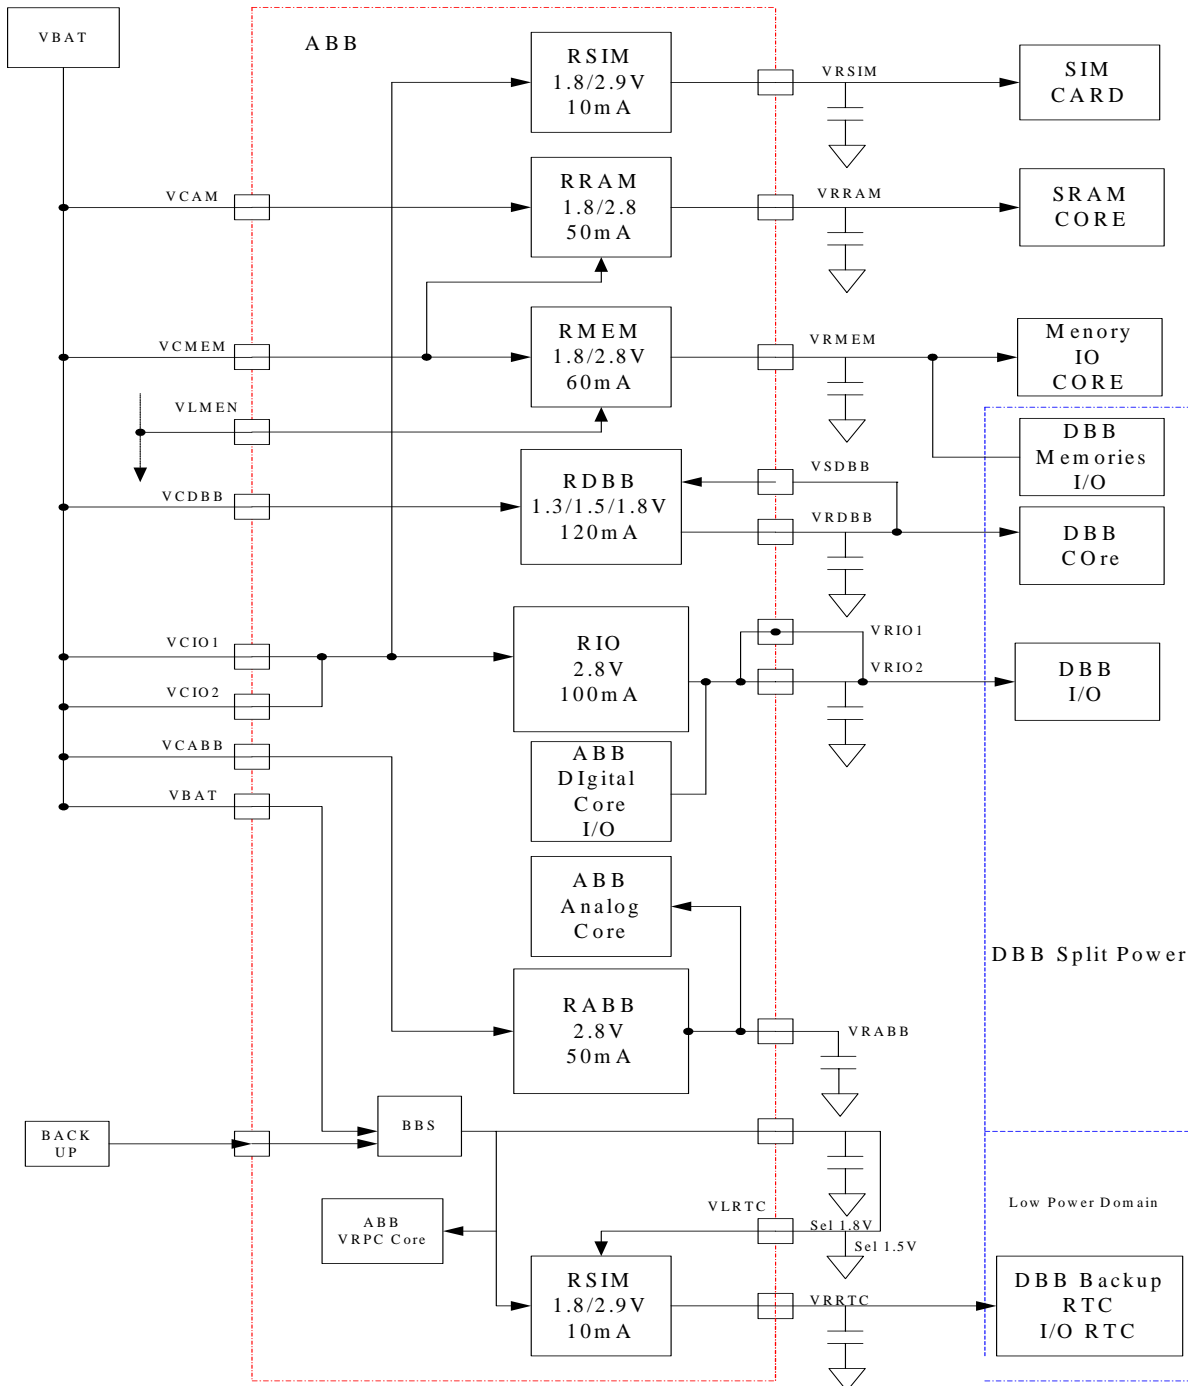 VBAT
ABB
RSIM
1.8/2.9V
10mA
VRSIM
SIM
CARD
VCAM
RRAM
1.8/2.8
50mA
VRRAM
SRAM
CORE
VCMEM
RMEM
1.8/2.8V
60mA
VRMEM
Menory
IO
CORE
VLMEN
DBB
Memories
I/O
VCDBB
RDBB
1.3/1.5/1.8V
120mA
VSDBB
VRDBB
DBB
COre
VCIO1
VCIO2
RIO
2.8V
100mA
VRIO1
VRIO2
DBB
I/O
VCABB
VBAT
ABB
DIgital
Core
I/O
ABB
Analog
Core
DBB Split Power
RABB
2.8V
50mA
VRABB
BACK
UP
BBS
ABB
VRPC Core
VLRTC
Sel 1.8V
Sel 1.5V
Low Power Domain
RSIM
1.8/2.9V
10mA
VRRTC
DBB Backup
RTC
I/O RTC